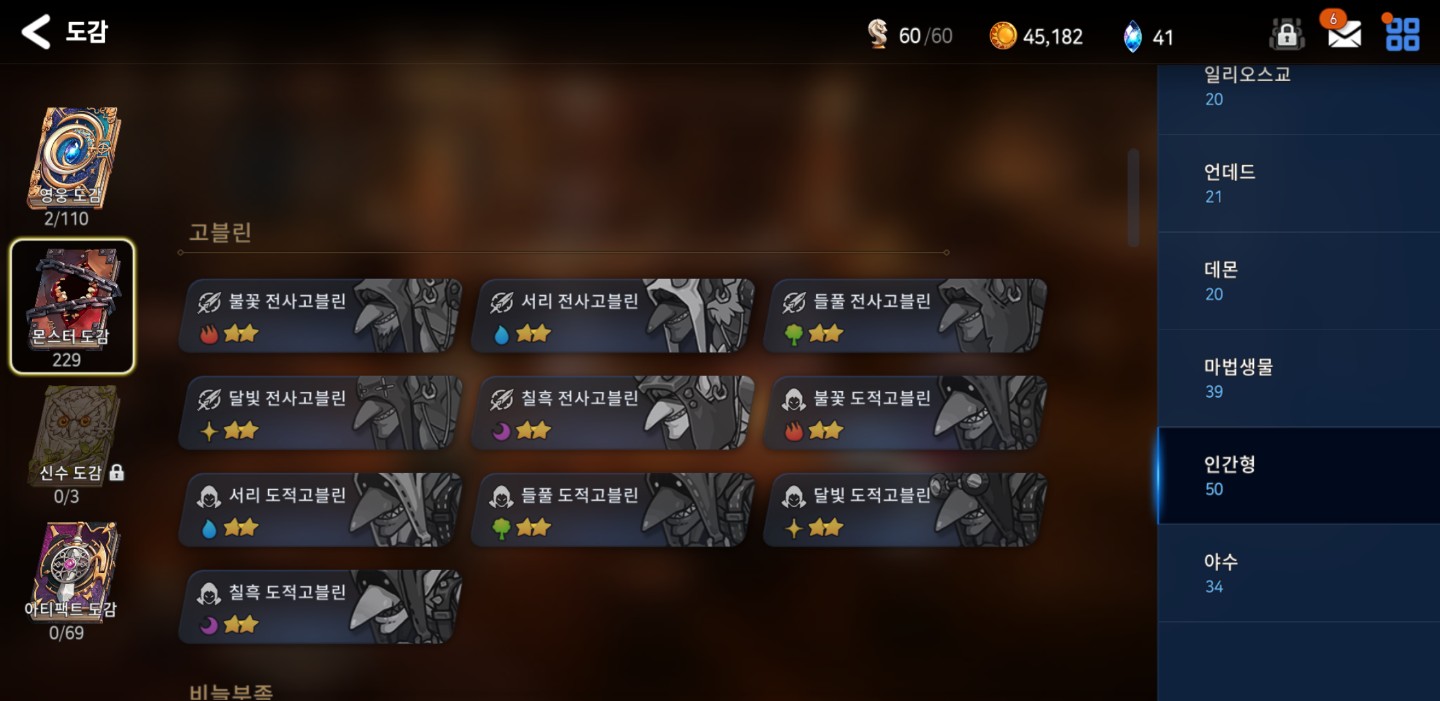 도감
60/60
45,182
41
6
영웅 도감
2/110
몬스터 도감
229
신수 도감
0/3
아티팩트 도감
0/69
고블린
불꽃 전사고블린
서리 전사고블린
들풀 전사고블린
달빛 전사고블린
칠흑 전사고블린
불꽃 도적고블린
서리 도적고블린
들풀 도적고블린
달빛 도적고블린
칠흑 도적고블린
비늘부족
일리오스교
20
언데드
21
데몬
20
마법생물
39
인간형
50
야수
34